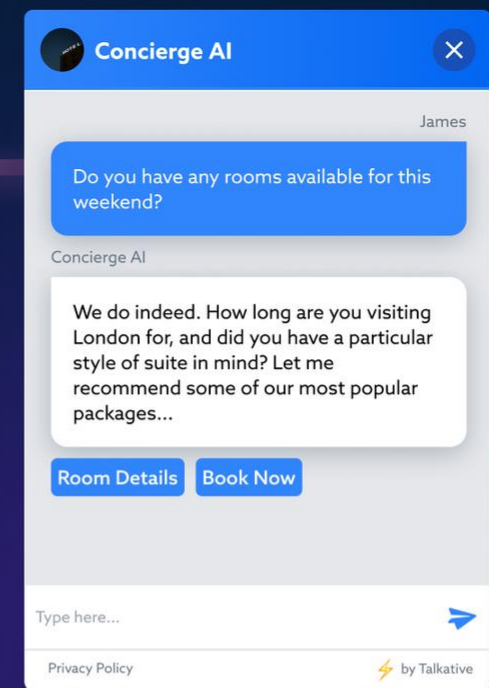 Concierge AI
James
Do you have any rooms available for this
weekend?
Concierge AI
We do indeed. How long are you visiting
London for, and did you have a particular
style of suite in mind? Let me
recommend some of our most popular
packages...
Room Details Book Now
Type here...
Privacy Policy by Talkative